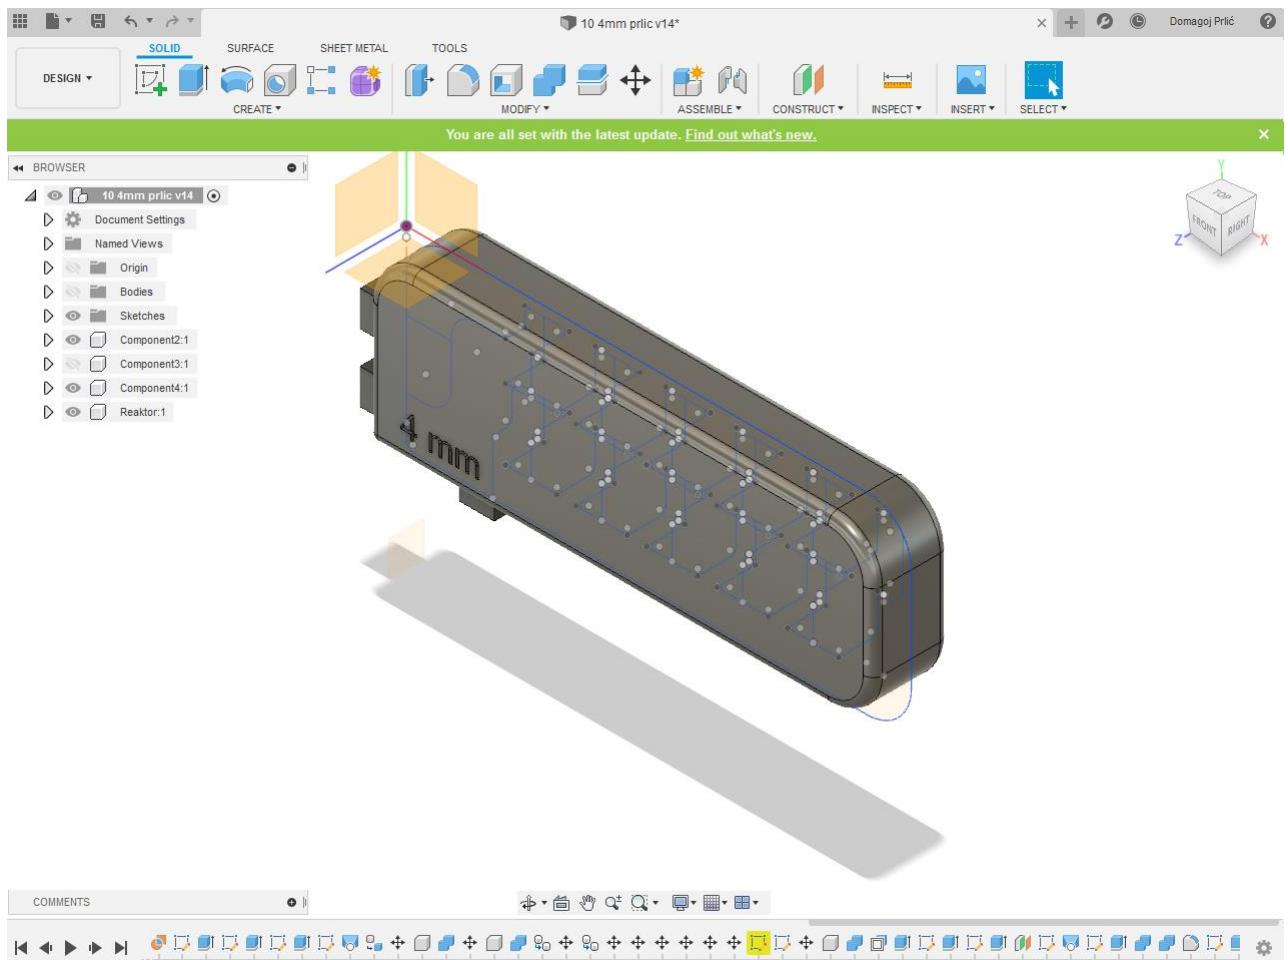 10 4mm prlic v14*
Domagoj Prlić
SOLID SURFACE SHEET METAL TOOLS
DESIGN
CREATE MODIFY ASSEMBLE CONSTRUCT INSPECT INSERT SELECT
You are all set with the latest update. Find out what's new.
BROWSER
10 4mm prlic v14
Document Settings
Named Views
Origin
Bodies
Sketches
Component2:1
Component3:1
Component4:1
Reaktor:1
Y
TOP
FRONT RIGHT
Z X
4 mm
COMMENTS